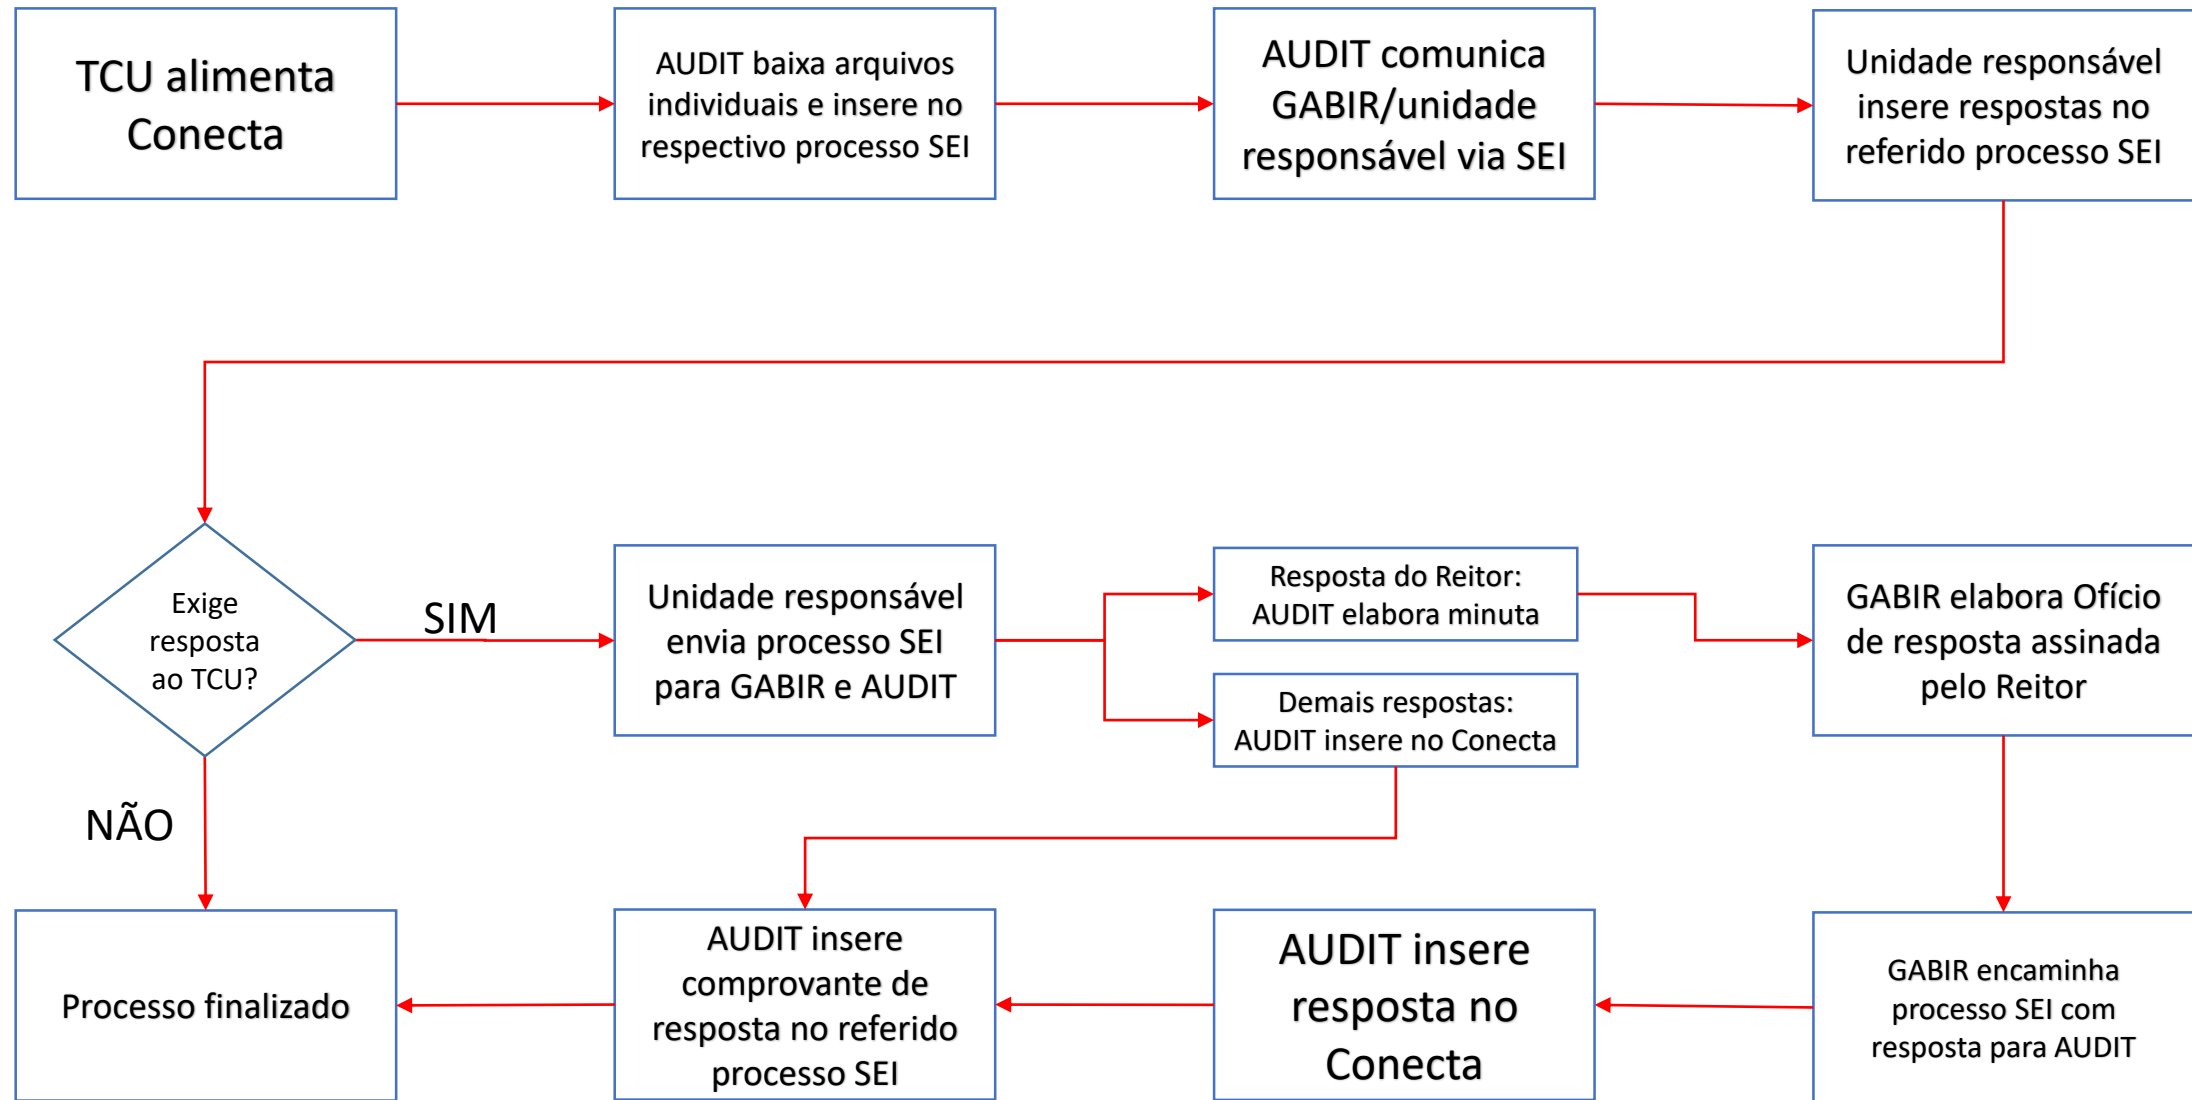 TCU alimenta
Conecta
AUDIT baixa arquivos
individuais e insere no
respectivo processo SEI
AUDIT comunica
GABIR/unidade
responsável via SEI
Unidade responsável
insere respostas no
referido processo SEI
Exige
resposta
ao TCU?
SIM
Unidade responsável
envia processo SEI
para GABIR e AUDIT
Resposta do Reitor:
AUDIT elabora minuta
Demais respostas:
AUDIT insere no Conecta
GABIR elabora Ofício
de resposta assinada
pelo Reitor
NÃO
Processo finalizado
AUDIT insere
comprovante de
resposta no referido
processo SEI
AUDIT insere
resposta no
Conecta
GABIR encaminha
processo SEI com
resposta para AUDIT